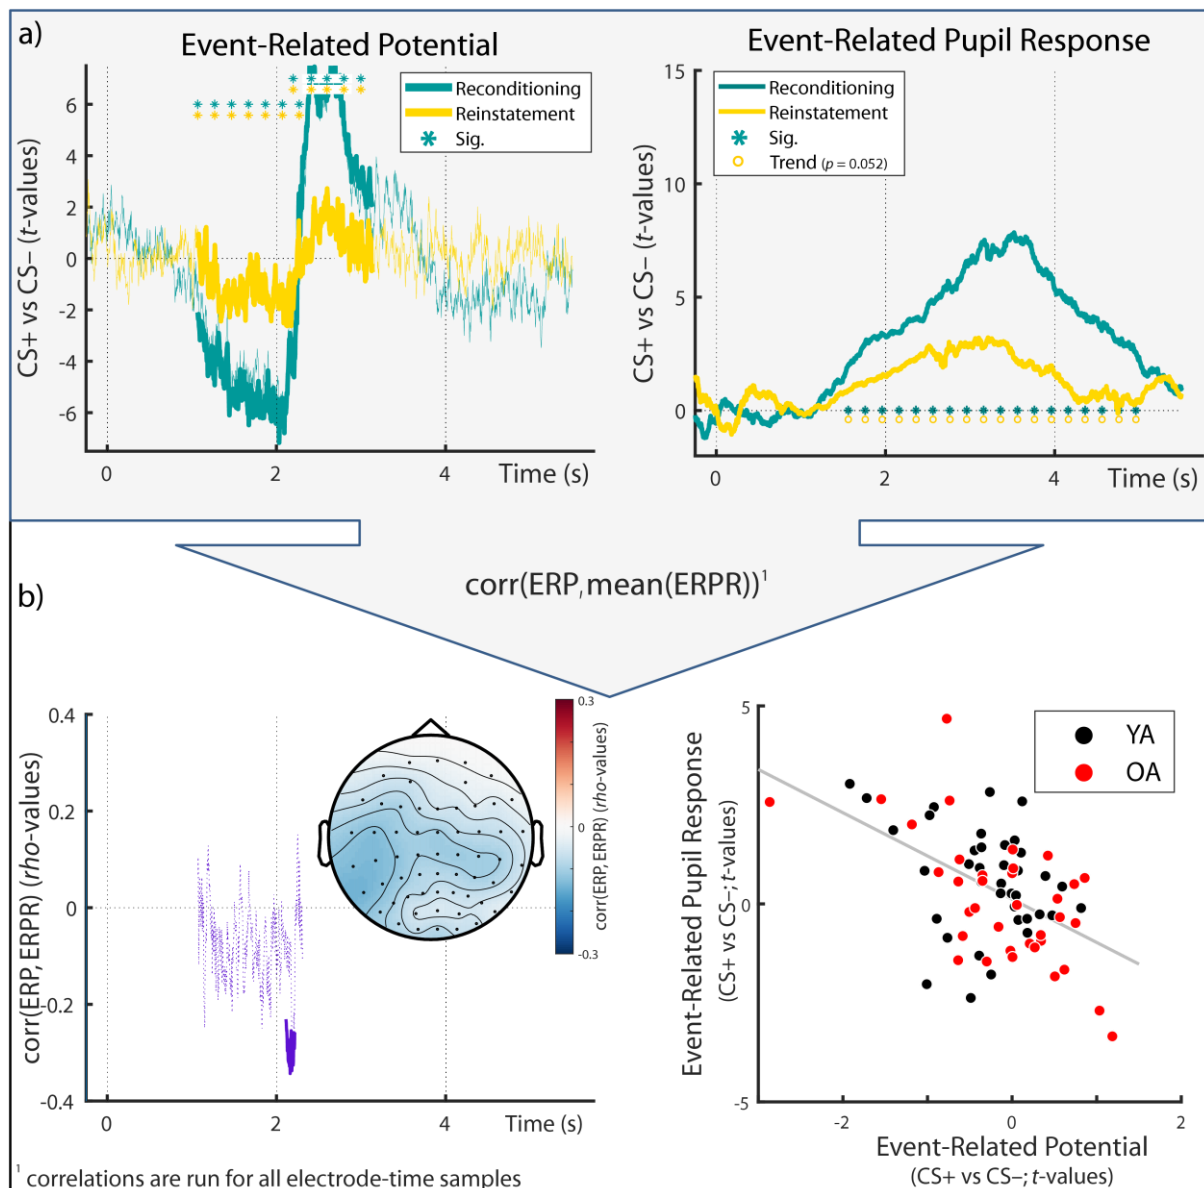 a)
Event-Related Potential
Reconditioning
Reinstatement
Sig.
CS+ vs CS– (t-values)
6
4
2
0
-2
-4
-6
0
2
4
Time (s)
Event-Related Pupil Response
Reconditioning
Reinstatement
Sig.
Trend (p = 0.052)
CS+ vs CS– (t-values)
15
10
5
0
0
2
4
Time (s)
corr(ERP, mean(ERPR))¹
b)
corr(ERP, ERPR) (rho-values)
0.4
0.2
0
-0.2
-0.4
0
2
4
Time (s)
0.3
0
-0.3
corr(ERP, ERPR) (rho-values)
Event-Related Pupil Response
(CS+ vs CS–; t-values)
5
0
-5
YA
OA
-2
0
2
Event-Related Potential
(CS+ vs CS–; t-values)
¹ correlations are run for all electrode-time samples